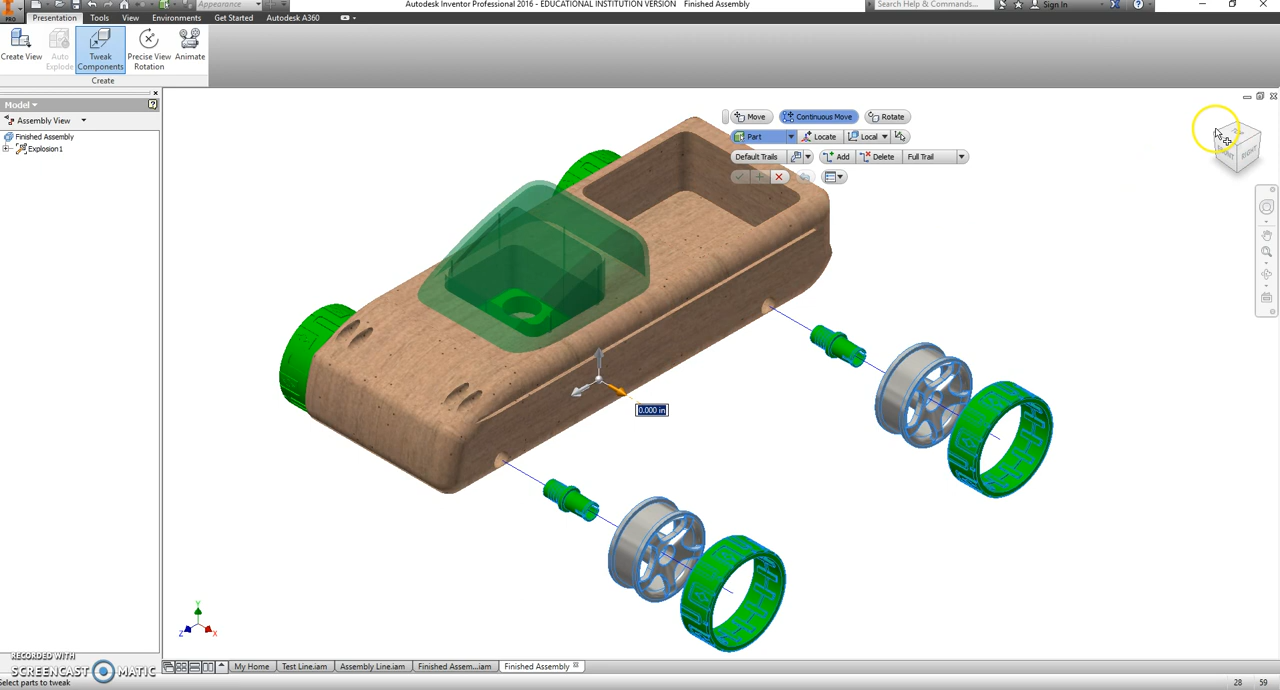 Appearance
Autodesk Inventor Professional 2016 - EDUCATIONAL INSTITUTION VERSION Finished Assembly
Search Help & Commands...
Sign In
PRO
Presentation Tools View Environments Get Started Autodesk A360
Create View
Auto Explode
Tweak Components
Precise View Rotation
Animate
Create
Model
Assembly View
Finished Assembly
Explosion1
Move Continuous Move Rotate
Part Locate Local
Default Trails Add Delete Full Trail
FRONT RIGHT
0.000 in
Y
Z X
My Home Test Line.iam Assembly Line.iam Finished Assem...iam Finished Assembly
RECORDED WITH
SCREENCAST MATIC
Select parts to tweak
28 59